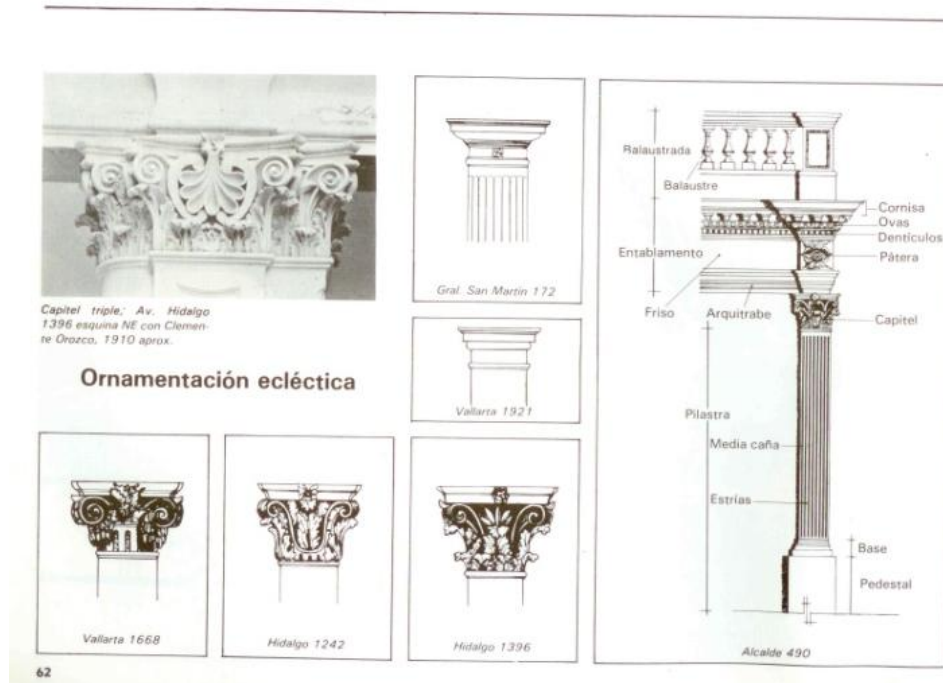 Capitel triple; Av. Hidalgo
1396 esquina NE con Clemen-
te Orozco, 1910 aprox.
Ornamentación ecléctica
Gral. San Martín 172
Vallarta 1921
Vallarta 1668
Hidalgo 1242
Hidalgo 1396
Balaustrada
Balaustre
Cornisa
Ovas
Dentículos
Entablamento
Pátera
Friso
Arquitrabe
Capitel
Pilastra
Media caña
Estrías
Base
Pedestal
Alcalde 490
62